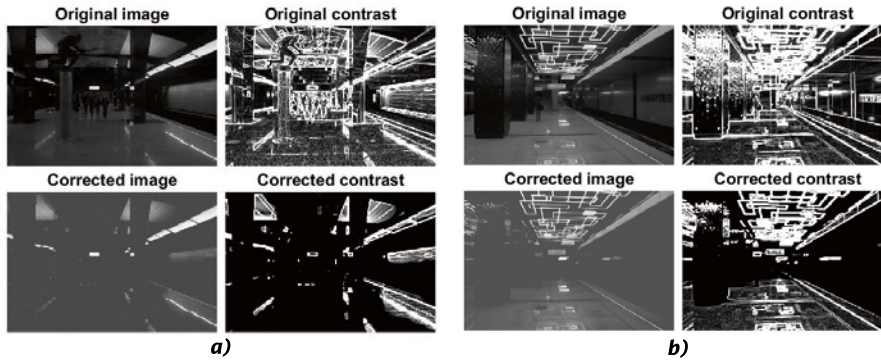 Original image
Original contrast
Corrected image
Corrected contrast
a)
Original image
Original contrast
Corrected image
Corrected contrast
b)